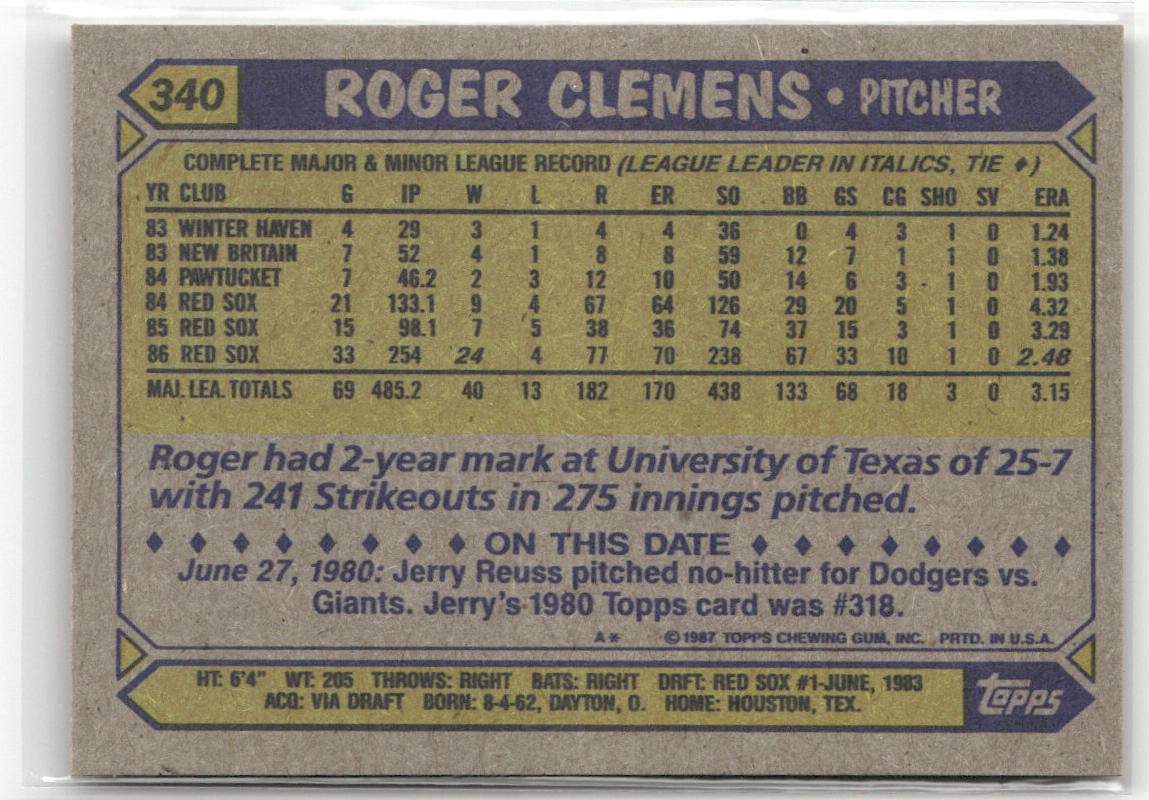 340 ROGER CLEMENS • PITCHER
COMPLETE MAJOR & MINOR LEAGUE RECORD (LEAGUE LEADER IN ITALICS, TIE ♦)
YR CLUB G IP W L R ER SO BB GS CG SHO SV ERA
83 WINTER HAVEN 4 29 3 1 4 4 36 0 4 3 1 0 1.24
83 NEW BRITAIN 7 52 4 1 8 8 59 12 7 1 1 0 1.38
84 PAWTUCKET 7 46.2 2 3 12 10 50 14 6 3 1 0 1.93
84 RED SOX 21 133.1 9 4 67 64 126 29 20 5 1 0 4.32
85 RED SOX 15 98.1 7 5 38 36 74 37 15 3 1 0 3.29
86 RED SOX 33 254 24 4 77 70 238 67 33 10 1 0 2.48
MAJ. LEA. TOTALS 69 485.2 40 13 182 170 438 133 68 18 3 0 3.15
Roger had 2-year mark at University of Texas of 25-7
with 241 Strikeouts in 275 innings pitched.
♦ ♦ ♦ ♦ ♦ ♦ ♦ ♦ ON THIS DATE ♦ ♦ ♦ ♦ ♦ ♦ ♦ ♦
June 27, 1980: Jerry Reuss pitched no-hitter for Dodgers vs.
Giants. Jerry's 1980 Topps card was #318.
A* ©1987 TOPPS CHEWING GUM, INC. PRTD. IN U.S.A.
HT: 6'4" WT: 205 THROWS: RIGHT BATS: RIGHT DRFT: RED SOX #1-JUNE, 1983
ACQ: VIA DRAFT BORN: 8-4-62, DAYTON, O. HOME: HOUSTON, TEX.
Topps